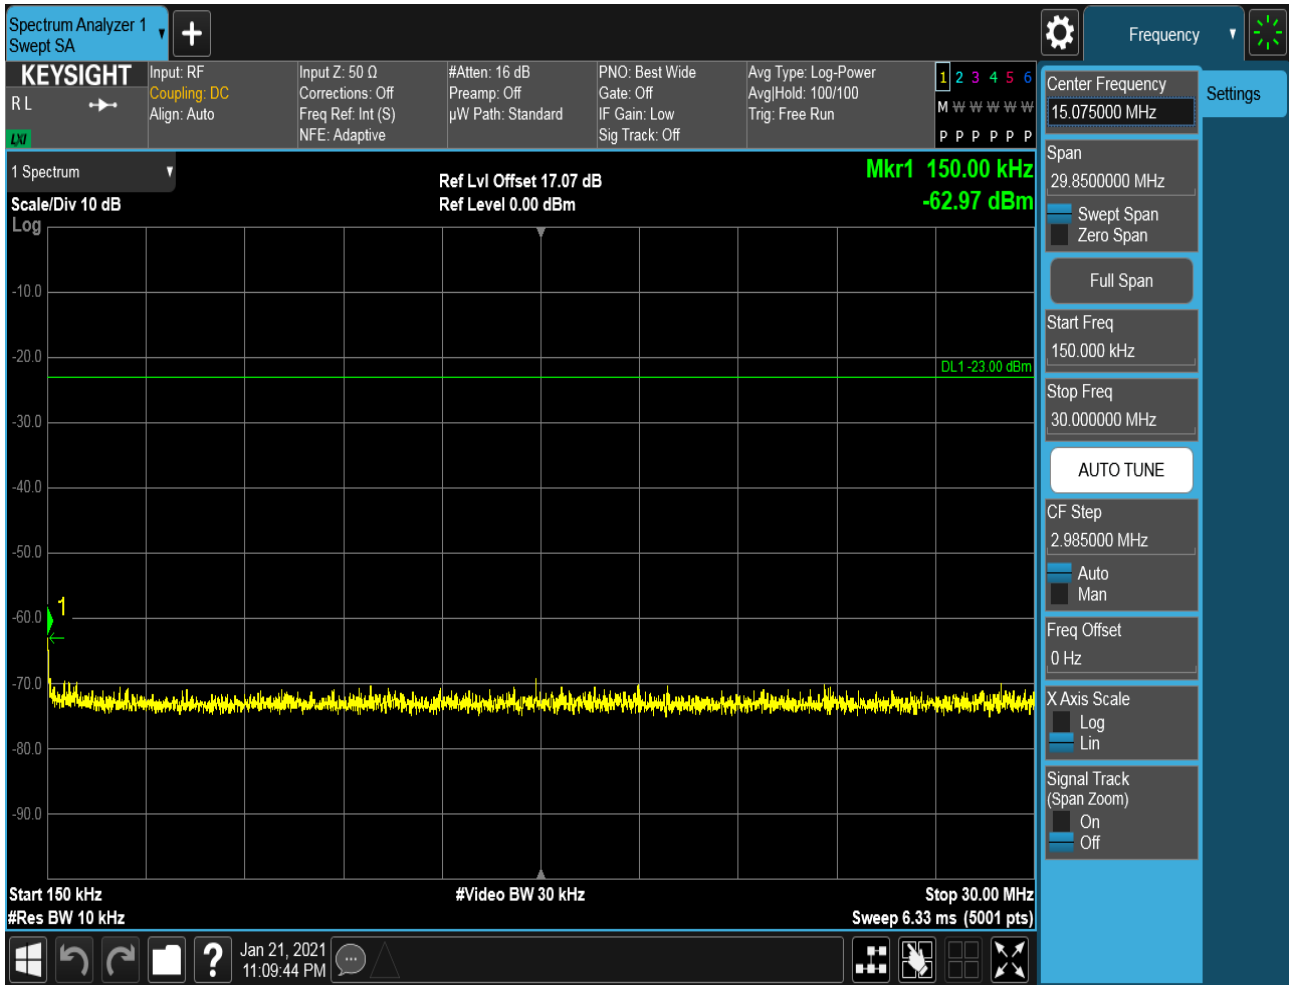 Spectrum Analyzer 1
Swept SA
Frequency
KEYSIGHT
R L
LXI
Input: RF
Coupling: DC
Align: Auto
Input Z: 50 Ω
Corrections: Off
Freq Ref: Int (S)
NFE: Adaptive
#Atten: 16 dB
Preamp: Off
µW Path: Standard
PNO: Best Wide
Gate: Off
IF Gain: Low
Sig Track: Off
Avg Type: Log-Power
Avg|Hold: 100/100
Trig: Free Run
1 2 3 4 5 6
M W W W W W
P P P P P P
1 Spectrum
Scale/Div 10 dB
Log
Ref Lvl Offset 17.07 dB
Ref Level 0.00 dBm
Mkr1 150.00 kHz
-62.97 dBm
-10.0
-20.0
DL1 -23.00 dBm
-30.0
-40.0
-50.0
1
-60.0
-70.0
-80.0
-90.0
Start 150 kHz
#Video BW 30 kHz
Stop 30.00 MHz
#Res BW 10 kHz
Sweep 6.33 ms (5001 pts)
Jan 21, 2021
11:09:44 PM
Center Frequency
15.075000 MHz
Settings
Span
29.8500000 MHz
Swept Span
Zero Span
Full Span
Start Freq
150.000 kHz
Stop Freq
30.000000 MHz
AUTO TUNE
CF Step
2.985000 MHz
Auto
Man
Freq Offset
0 Hz
X Axis Scale
Log
Lin
Signal Track
(Span Zoom)
On
Off